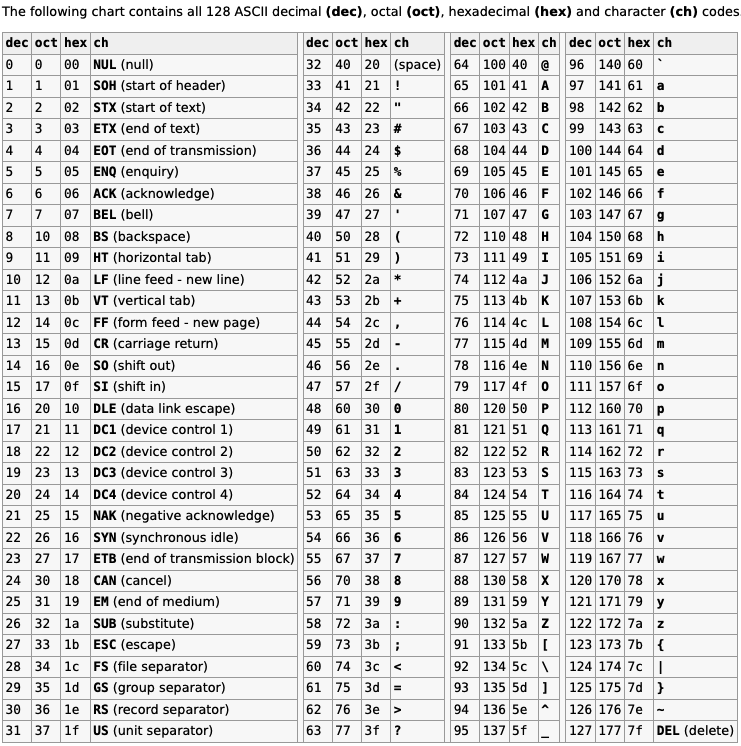 The following chart contains all 128 ASCII decimal (dec), octal (oct), hexadecimal (hex) and character (ch) codes.
dec oct hex ch dec oct hex ch dec oct hex ch dec oct hex ch
0 0 00 NUL (null) 32 40 20 (space) 64 100 40 @ 96 140 60 `
1 1 01 SOH (start of header) 33 41 21 ! 65 101 41 A 97 141 61 a
2 2 02 STX (start of text) 34 42 22 " 66 102 42 B 98 142 62 b
3 3 03 ETX (end of text) 35 43 23 # 67 103 43 C 99 143 63 c
4 4 04 EOT (end of transmission) 36 44 24 $ 68 104 44 D 100 144 64 d
5 5 05 ENQ (enquiry) 37 45 25 % 69 105 45 E 101 145 65 e
6 6 06 ACK (acknowledge) 38 46 26 & 70 106 46 F 102 146 66 f
7 7 07 BEL (bell) 39 47 27 ' 71 107 47 G 103 147 67 g
8 10 08 BS (backspace) 40 50 28 ( 72 110 48 H 104 150 68 h
9 11 09 HT (horizontal tab) 41 51 29 ) 73 111 49 I 105 151 69 i
10 12 0a LF (line feed - new line) 42 52 2a * 74 112 4a J 106 152 6a j
11 13 0b VT (vertical tab) 43 53 2b + 75 113 4b K 107 153 6b k
12 14 0c FF (form feed - new page) 44 54 2c , 76 114 4c L 108 154 6c l
13 15 0d CR (carriage return) 45 55 2d - 77 115 4d M 109 155 6d m
14 16 0e SO (shift out) 46 56 2e . 78 116 4e N 110 156 6e n
15 17 0f SI (shift in) 47 57 2f / 79 117 4f O 111 157 6f o
16 20 10 DLE (data link escape) 48 60 30 0 80 120 50 P 112 160 70 p
17 21 11 DC1 (device control 1) 49 61 31 1 81 121 51 Q 113 161 71 q
18 22 12 DC2 (device control 2) 50 62 32 2 82 122 52 R 114 162 72 r
19 23 13 DC3 (device control 3) 51 63 33 3 83 123 53 S 115 163 73 s
20 24 14 DC4 (device control 4) 52 64 34 4 84 124 54 T 116 164 74 t
21 25 15 NAK (negative acknowledge) 53 65 35 5 85 125 55 U 117 165 75 u
22 26 16 SYN (synchronous idle) 54 66 36 6 86 126 56 V 118 166 76 v
23 27 17 ETB (end of transmission block) 55 67 37 7 87 127 57 W 119 167 77 w
24 30 18 CAN (cancel) 56 70 38 8 88 130 58 X 120 170 78 x
25 31 19 EM (end of medium) 57 71 39 9 89 131 59 Y 121 171 79 y
26 32 1a SUB (substitute) 58 72 3a : 90 132 5a Z 122 172 7a z
27 33 1b ESC (escape) 59 73 3b ; 91 133 5b [ 123 173 7b {
28 34 1c FS (file separator) 60 74 3c < 92 134 5c \ 124 174 7c |
29 35 1d GS (group separator) 61 75 3d = 93 135 5d ] 125 175 7d }
30 36 1e RS (record separator) 62 76 3e > 94 136 5e ^ 126 176 7e ~
31 37 1f US (unit separator) 63 77 3f ? 95 137 5f _ 127 177 7f DEL (delete)